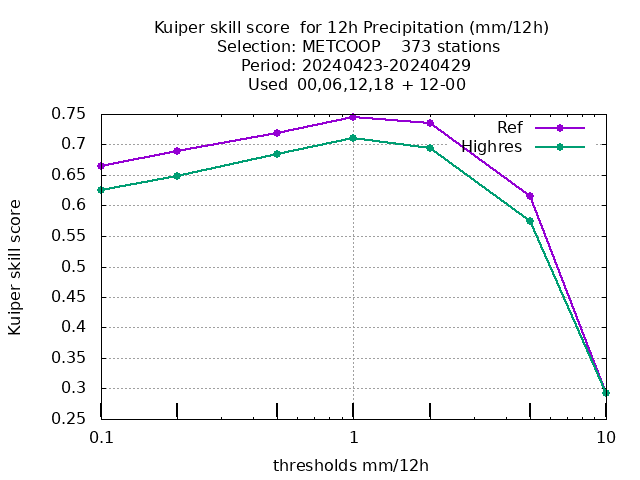 Kuiper skill score  for 12h Precipitation (mm/12h)
Selection: METCOOP    373 stations
Period: 20240423-20240429
Used  00,06,12,18  + 12-00
0.75
0.7
0.65
0.6
0.55
0.5
0.45
0.4
0.35
0.3
0.25
Kuiper skill score
Ref
Highres
0.1
1
10
thresholds mm/12h